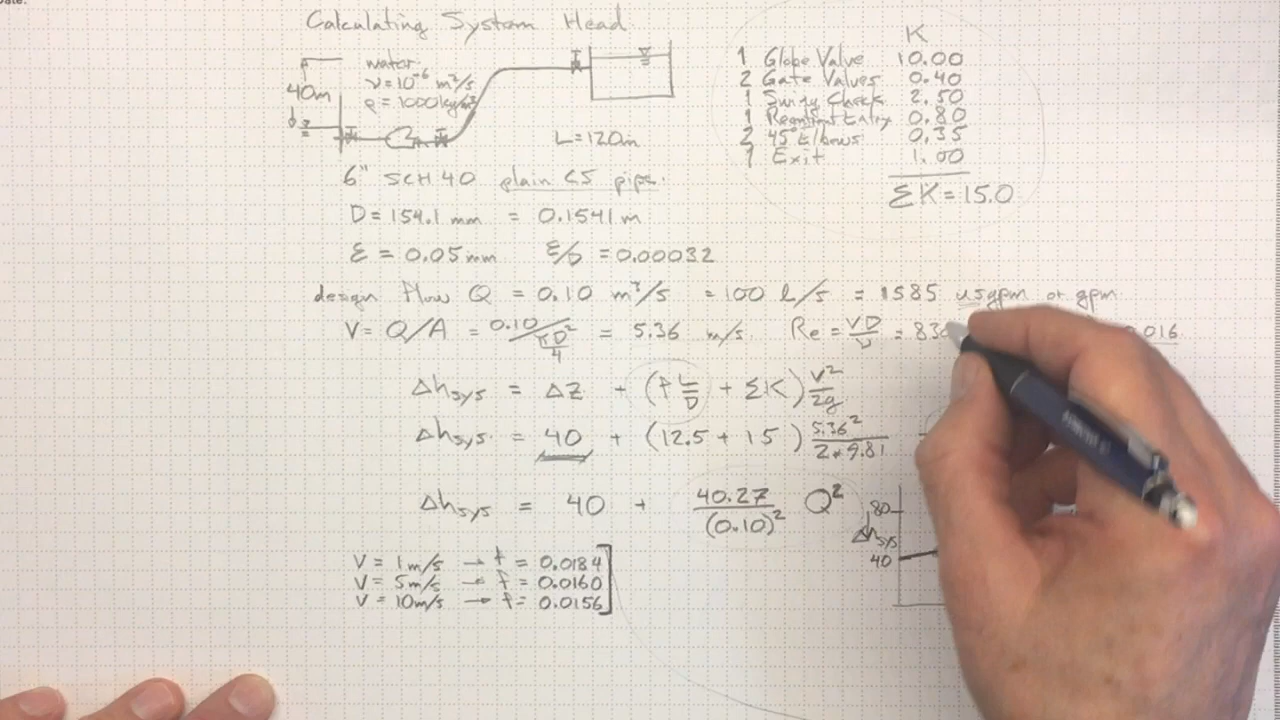 Calculating System Head
water
ν = 10⁻⁶ m²/s
ρ = 1000 kg/m³
40m
L = 120m
K
1 Globe Valve 10.00
2 Gate Valves 0.40
1 Swing Check 2.50
1 Reentrant Entry 0.80
2 45° Elbows 0.35
1 Exit 1.00
ΣK = 15.0
6" SCH 40 plain CS pipe.
D = 154.1 mm = 0.1541 m
ε = 0.05 mm ε/D = 0.00032
design flow Q = 0.10 m³/s = 100 l/s = 1585 usgpm or gpm
V = Q/A = 0.10/(πD²/4) = 5.36 m/s. Re = VD/ν = 0.016
Δhsys = ΔZ + (f L/D + ΣK) V²/2g
Δhsys = 40 + (12.5 + 15) 5.36²/2*9.81
Δhsys = 40 + 40.27/(0.10)² Q²
80
Δhsys
40
V = 1m/s → f = 0.0184
V = 5m/s → f = 0.0160
V = 10m/s → f = 0.0156